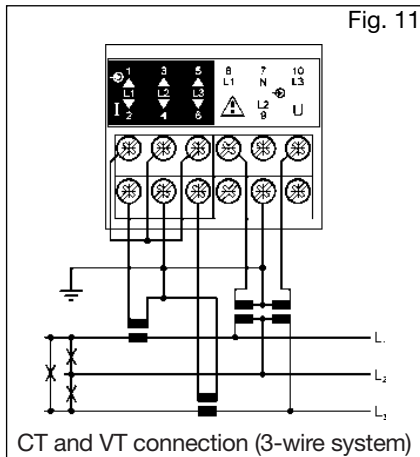 Fig. 11
1 3 5 8 7 10
L1 N L3
L1 L2 L3
L2
I 2 4 6 9 U
L1
L2
L3
CT and VT connection (3-wire system)